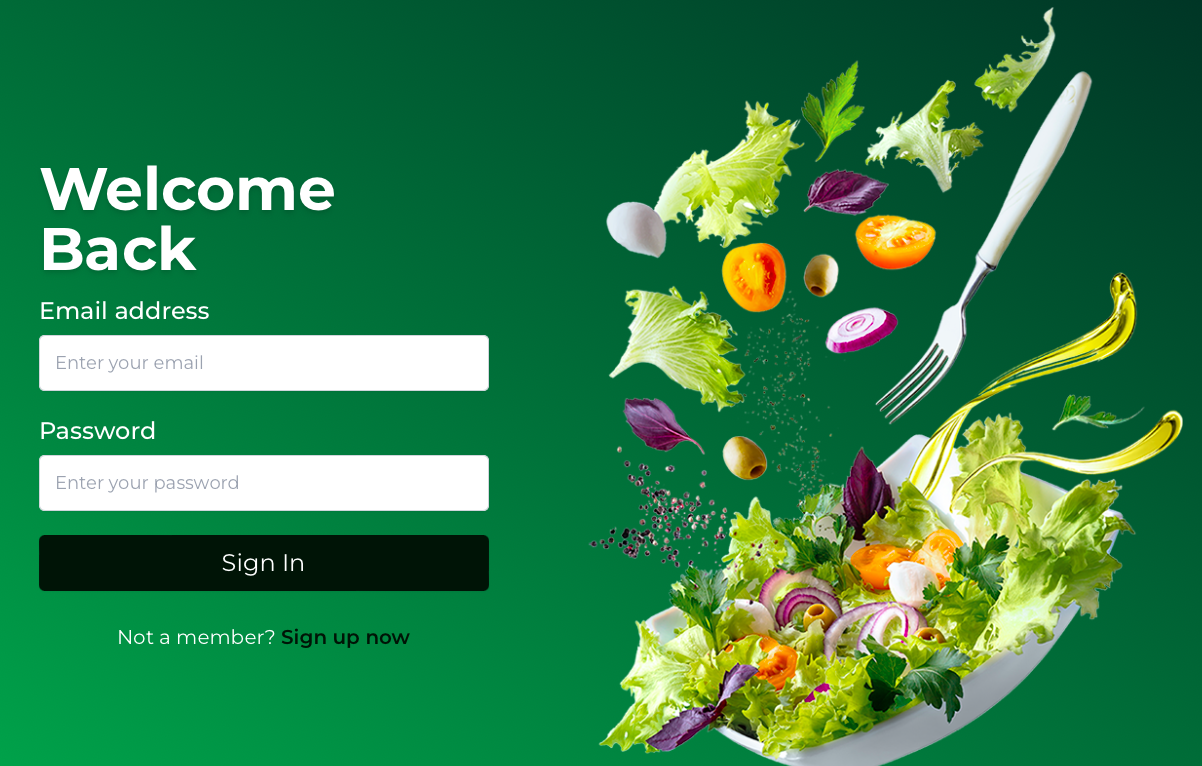 Welcome
Back
Email address
Enter your email
Password
Enter your password
Sign In
Not a member? Sign up now